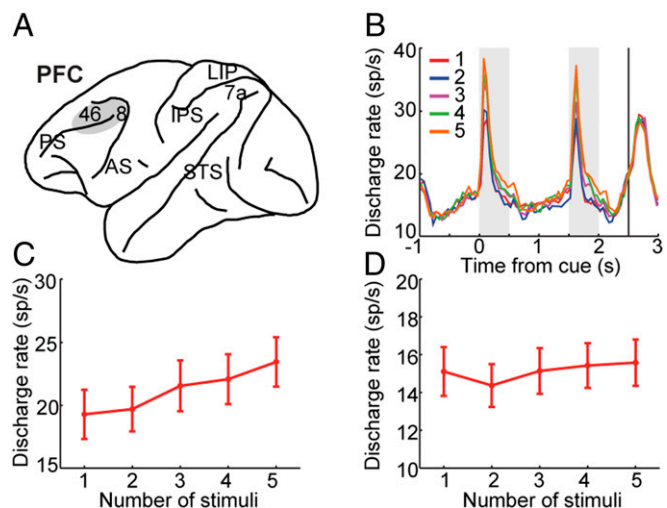 A
PFC
LIP
7a
46 8
IPS
PS
AS
STS
B
Discharge rate (sp/s)
40
30
20
10
1
2
3
4
5
-1 0 1 2 3
Time from cue (s)
C
Discharge rate (sp/s)
30
25
20
15
1 2 3 4 5
Number of stimuli
D
Discharge rate (sp/s)
20
18
16
14
12
10
1 2 3 4 5
Number of stimuli